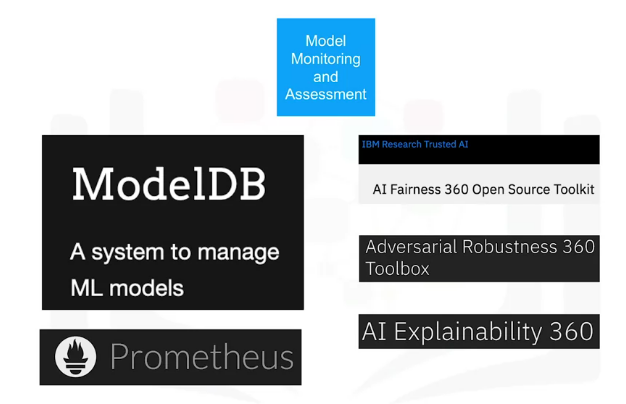 Model
Monitoring
and
Assessment
ModelDB
A system to manage
ML models
Prometheus
IBM Research Trusted AI
AI Fairness 360 Open Source Toolkit
Adversarial Robustness 360
Toolbox
AI Explainability 360